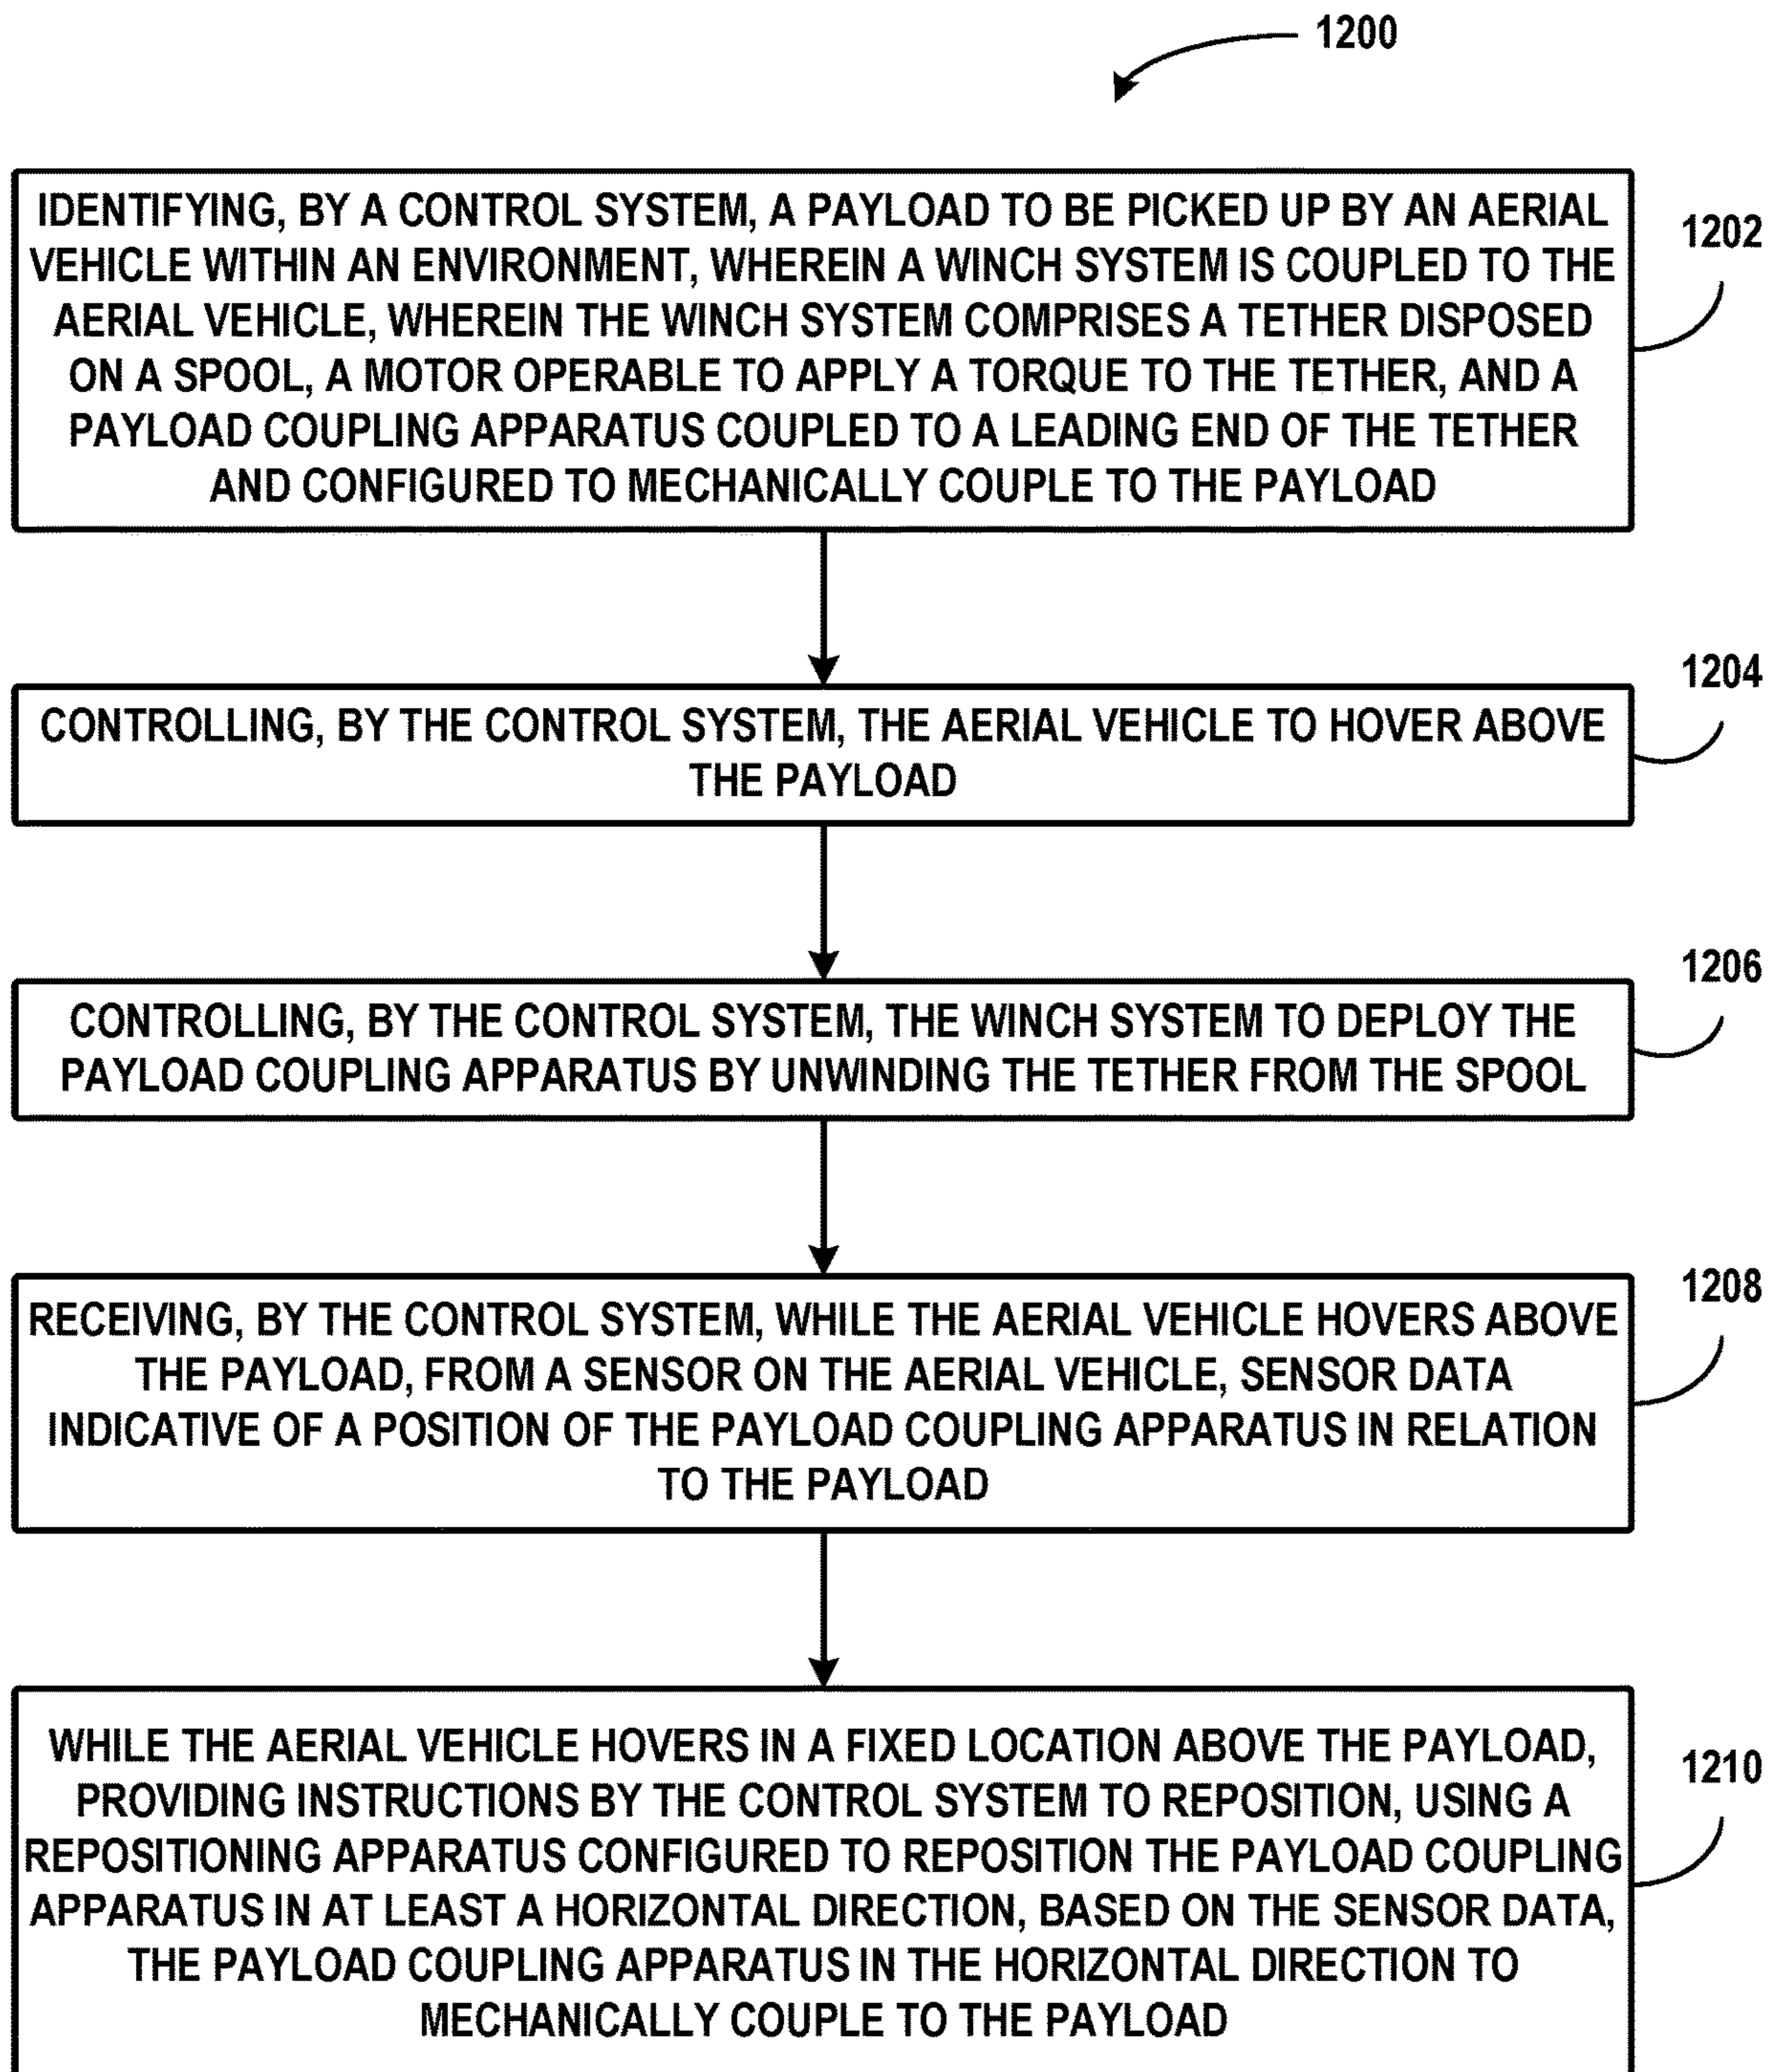 1200
IDENTIFYING, BY A CONTROL SYSTEM, A PAYLOAD TO BE PICKED UP BY AN AERIAL
VEHICLE WITHIN AN ENVIRONMENT, WHEREIN A WINCH SYSTEM IS COUPLED TO THE
AERIAL VEHICLE, WHEREIN THE WINCH SYSTEM COMPRISES A TETHER DISPOSED
ON A SPOOL, A MOTOR OPERABLE TO APPLY A TORQUE TO THE TETHER, AND A
PAYLOAD COUPLING APPARATUS COUPLED TO A LEADING END OF THE TETHER
AND CONFIGURED TO MECHANICALLY COUPLE TO THE PAYLOAD
1202
CONTROLLING, BY THE CONTROL SYSTEM, THE AERIAL VEHICLE TO HOVER ABOVE
THE PAYLOAD
1204
CONTROLLING, BY THE CONTROL SYSTEM, THE WINCH SYSTEM TO DEPLOY THE
PAYLOAD COUPLING APPARATUS BY UNWINDING THE TETHER FROM THE SPOOL
1206
RECEIVING, BY THE CONTROL SYSTEM, WHILE THE AERIAL VEHICLE HOVERS ABOVE
THE PAYLOAD, FROM A SENSOR ON THE AERIAL VEHICLE, SENSOR DATA
INDICATIVE OF A POSITION OF THE PAYLOAD COUPLING APPARATUS IN RELATION
TO THE PAYLOAD
1208
WHILE THE AERIAL VEHICLE HOVERS IN A FIXED LOCATION ABOVE THE PAYLOAD,
PROVIDING INSTRUCTIONS BY THE CONTROL SYSTEM TO REPOSITION, USING A
REPOSITIONING APPARATUS CONFIGURED TO REPOSITION THE PAYLOAD COUPLING
APPARATUS IN AT LEAST A HORIZONTAL DIRECTION, BASED ON THE SENSOR DATA,
THE PAYLOAD COUPLING APPARATUS IN THE HORIZONTAL DIRECTION TO
MECHANICALLY COUPLE TO THE PAYLOAD
1210